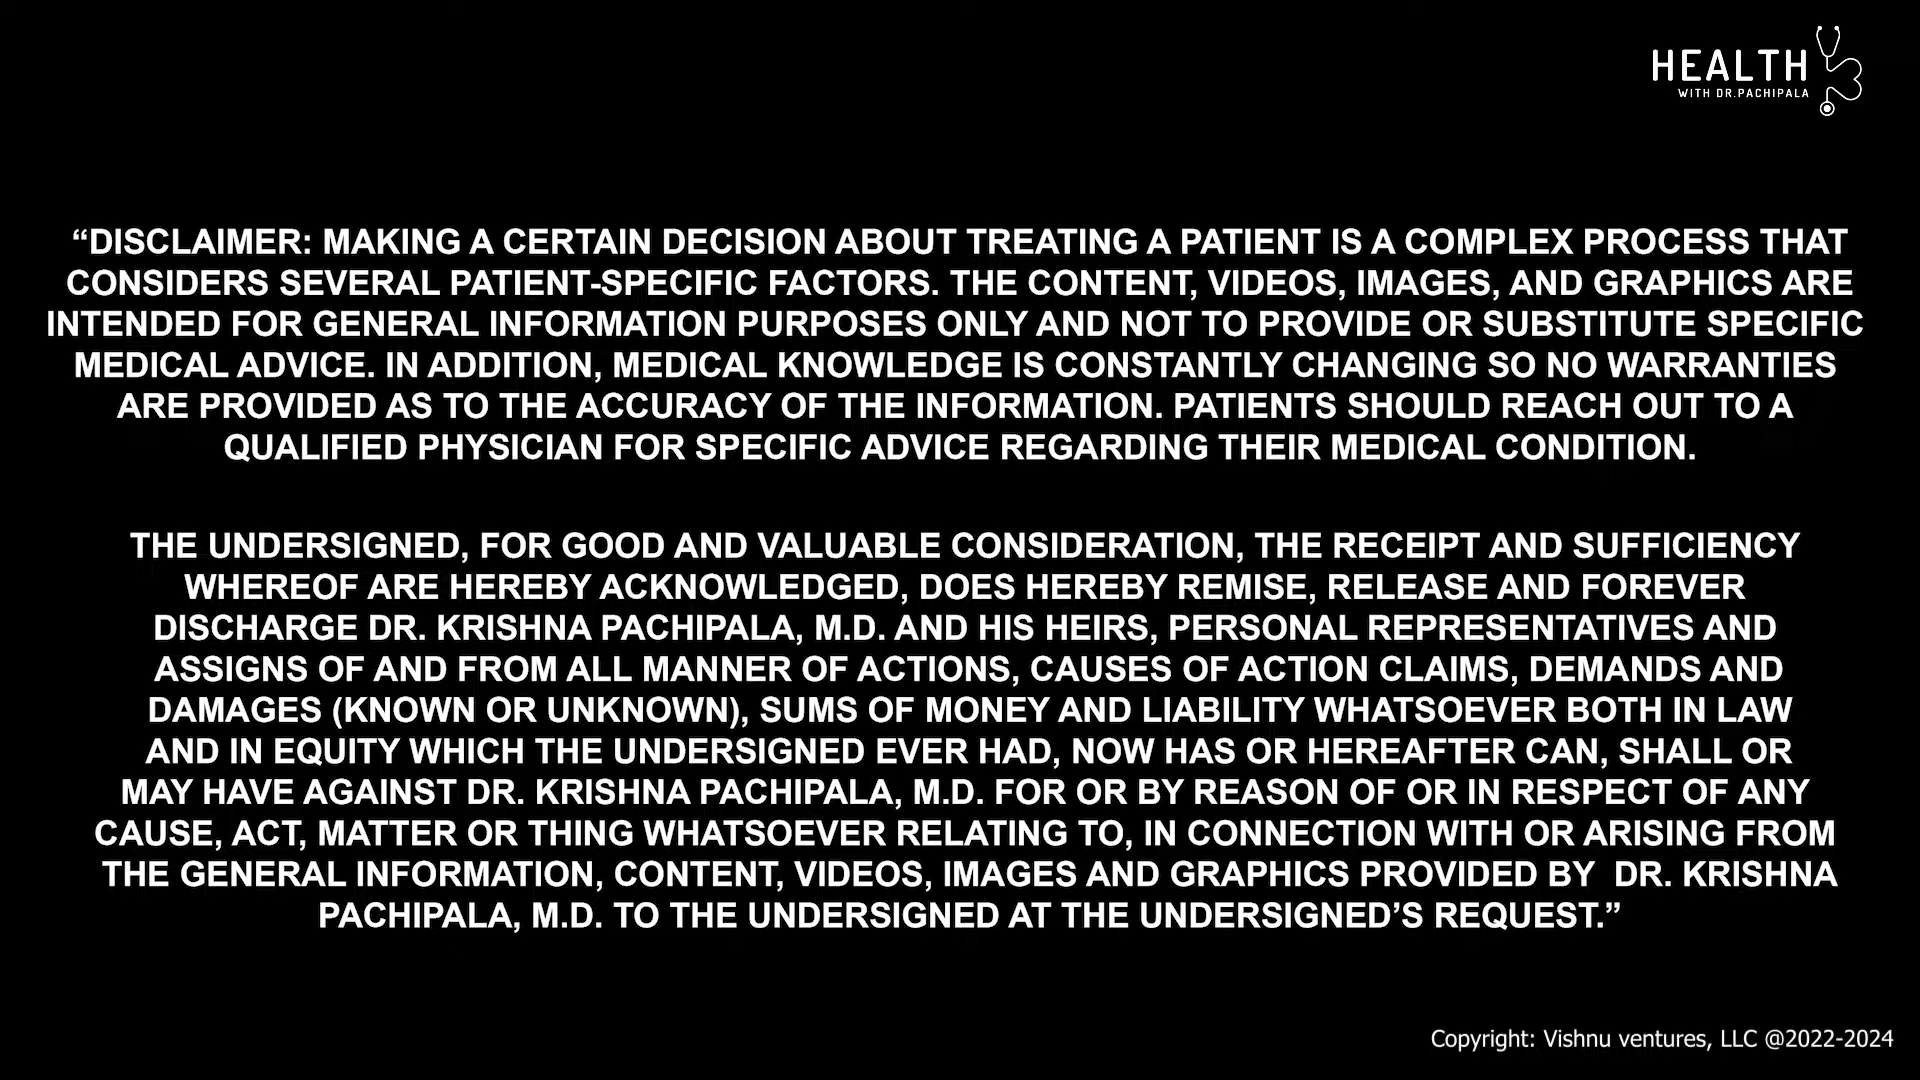 HEALTH
WITH DR.PACHIPALA
“DISCLAIMER: MAKING A CERTAIN DECISION ABOUT TREATING A PATIENT IS A COMPLEX PROCESS THAT
CONSIDERS SEVERAL PATIENT-SPECIFIC FACTORS. THE CONTENT, VIDEOS, IMAGES, AND GRAPHICS ARE
INTENDED FOR GENERAL INFORMATION PURPOSES ONLY AND NOT TO PROVIDE OR SUBSTITUTE SPECIFIC
MEDICAL ADVICE. IN ADDITION, MEDICAL KNOWLEDGE IS CONSTANTLY CHANGING SO NO WARRANTIES
ARE PROVIDED AS TO THE ACCURACY OF THE INFORMATION. PATIENTS SHOULD REACH OUT TO A
QUALIFIED PHYSICIAN FOR SPECIFIC ADVICE REGARDING THEIR MEDICAL CONDITION.
THE UNDERSIGNED, FOR GOOD AND VALUABLE CONSIDERATION, THE RECEIPT AND SUFFICIENCY
WHEREOF ARE HEREBY ACKNOWLEDGED, DOES HEREBY REMISE, RELEASE AND FOREVER
DISCHARGE DR. KRISHNA PACHIPALA, M.D. AND HIS HEIRS, PERSONAL REPRESENTATIVES AND
ASSIGNS OF AND FROM ALL MANNER OF ACTIONS, CAUSES OF ACTION CLAIMS, DEMANDS AND
DAMAGES (KNOWN OR UNKNOWN), SUMS OF MONEY AND LIABILITY WHATSOEVER BOTH IN LAW
AND IN EQUITY WHICH THE UNDERSIGNED EVER HAD, NOW HAS OR HEREAFTER CAN, SHALL OR
MAY HAVE AGAINST DR. KRISHNA PACHIPALA, M.D. FOR OR BY REASON OF OR IN RESPECT OF ANY
CAUSE, ACT, MATTER OR THING WHATSOEVER RELATING TO, IN CONNECTION WITH OR ARISING FROM
THE GENERAL INFORMATION, CONTENT, VIDEOS, IMAGES AND GRAPHICS PROVIDED BY  DR. KRISHNA
PACHIPALA, M.D. TO THE UNDERSIGNED AT THE UNDERSIGNED’S REQUEST.”
Copyright: Vishnu ventures, LLC @2022-2024